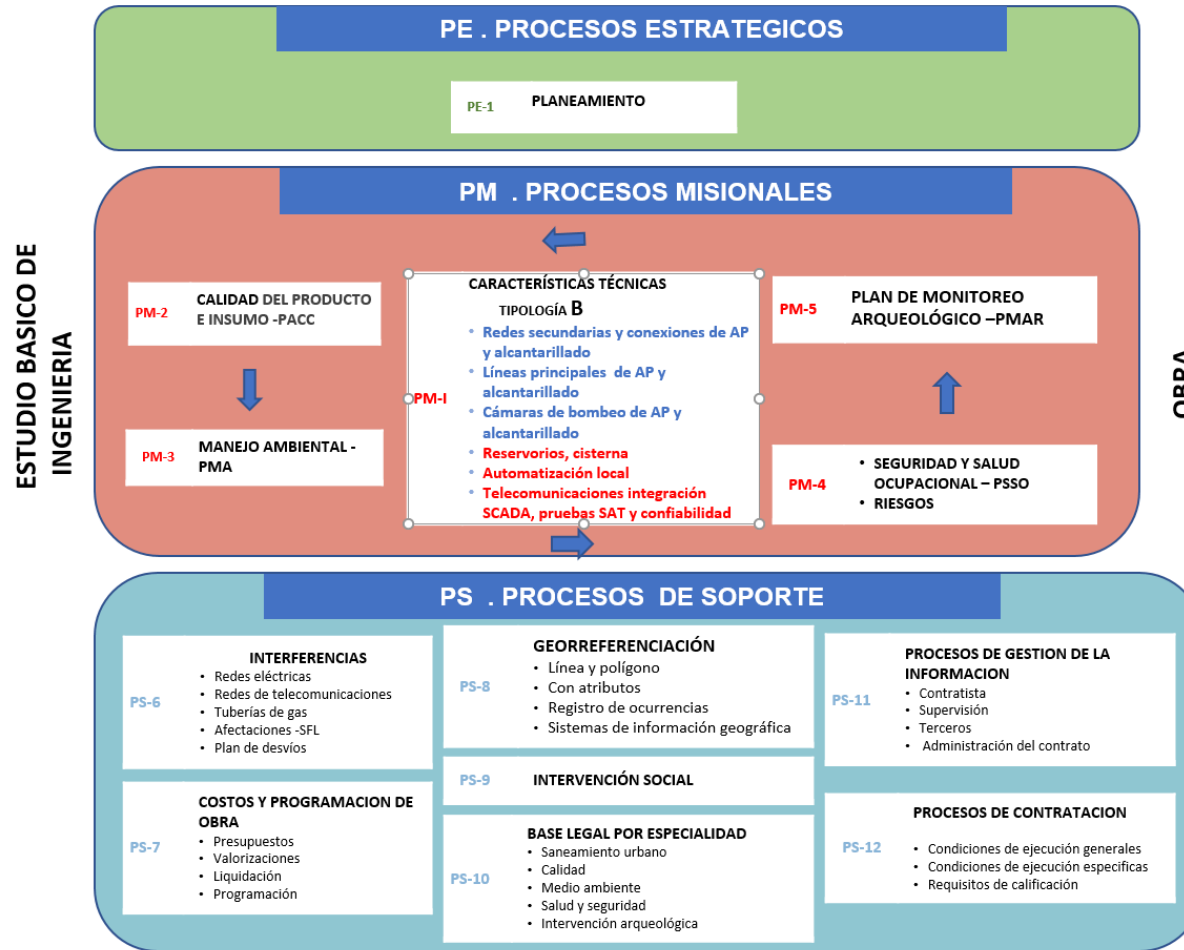 PE . PROCESOS ESTRATEGICOS
PE-1
PLANEAMIENTO
ESTUDIO BASICO DE
INGENIERIA
PM . PROCESOS MISIONALES
PM-2
CALIDAD DEL PRODUCTO
E INSUMO -PACC
PM-3
MANEJO AMBIENTAL -
PMA
PM-I
CARACTERÍSTICAS TÉCNICAS
TIPOLOGÍA B
• Redes secundarias y conexiones de AP
y alcantarillado
• Líneas principales de AP y
alcantarillado
• Cámaras de bombeo de AP y
alcantarillado
• Reservorios, cisterna
• Automatización local
• Telecomunicaciones integración
SCADA, pruebas SAT y confiabilidad
PM-5
PLAN DE MONITOREO
ARQUEOLÓGICO –PMAR
PM-4
• SEGURIDAD Y SALUD
OCUPACIONAL – PSSO
• RIESGOS
OBRA
PS . PROCESOS DE SOPORTE
PS-6
INTERFERENCIAS
• Redes eléctricas
• Redes de telecomunicaciones
• Tuberías de gas
• Afectaciones -SFL
• Plan de desvíos
PS-7
COSTOS Y PROGRAMACION DE
OBRA
• Presupuestos
• Valorizaciones
• Liquidación
• Programación
PS-8
GEORREFERENCIACIÓN
• Línea y polígono
• Con atributos
• Registro de ocurrencias
• Sistemas de información geográfica
PS-9
INTERVENCIÓN SOCIAL
PS-10
BASE LEGAL POR ESPECIALIDAD
• Saneamiento urbano
• Calidad
• Medio ambiente
• Salud y seguridad
• Intervención arqueológica
PS-11
PROCESOS DE GESTION DE LA
INFORMACION
• Contratista
• Supervisión
• Terceros
• Administración del contrato
PS-12
PROCESOS DE CONTRATACION
• Condiciones de ejecución generales
• Condiciones de ejecución especificas
• Requisitos de calificación